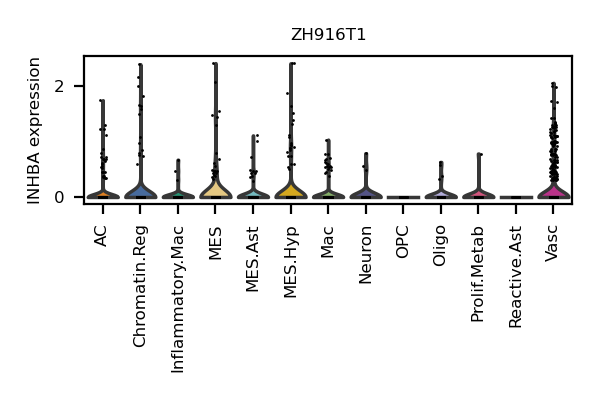 ZH916T1
INHBA expression
2
0
AC
Chromatin.Reg
Inflammatory.Mac
MES
MES.Ast
MES.Hyp
Mac
Neuron
OPC
Oligo
Prolif.Metab
Reactive.Ast
Vasc